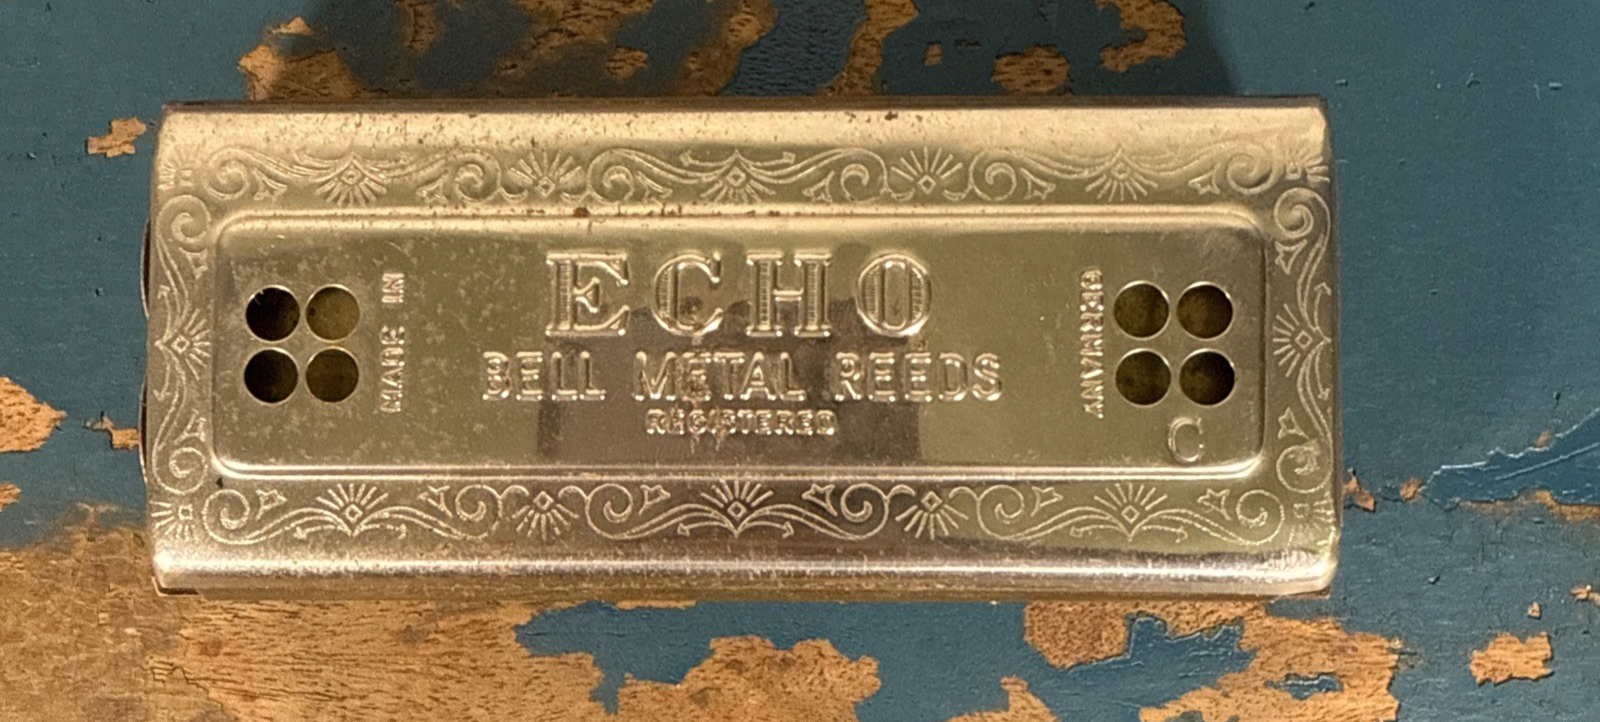 MADE IN
ECHO
BELL METAL REEDS
REGISTERED
GERMANY
C